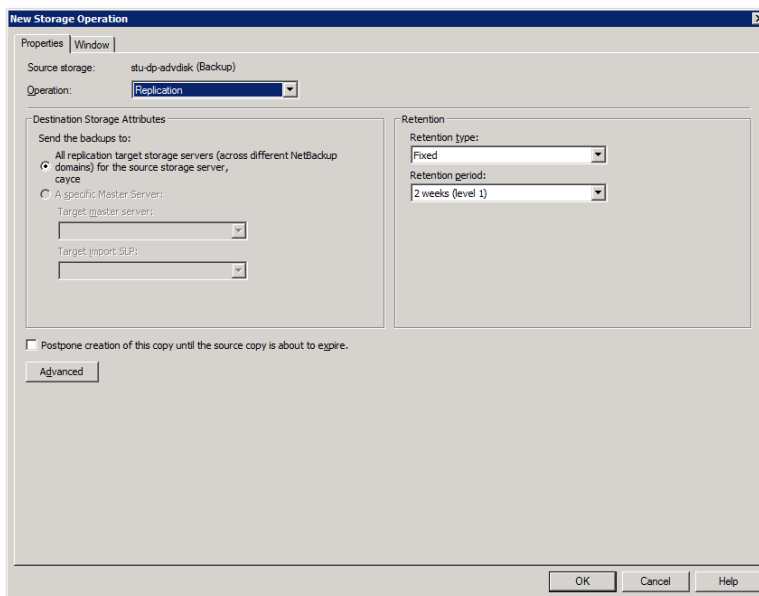 New Storage Operation
Properties
Window
Source storage:
stu-dp-advdisk (Backup)
Operation:
Replication
Destination Storage Attributes
Send the backups to:
All replication target storage servers (across different NetBackup
domains) for the source storage server,
cayce
A specific Master Server:
Target master server:
Target import SLP:
Retention
Retention type:
Fixed
Retention period:
2 weeks (level 1)
Postpone creation of this copy until the source copy is about to expire.
Advanced
OK
Cancel
Help